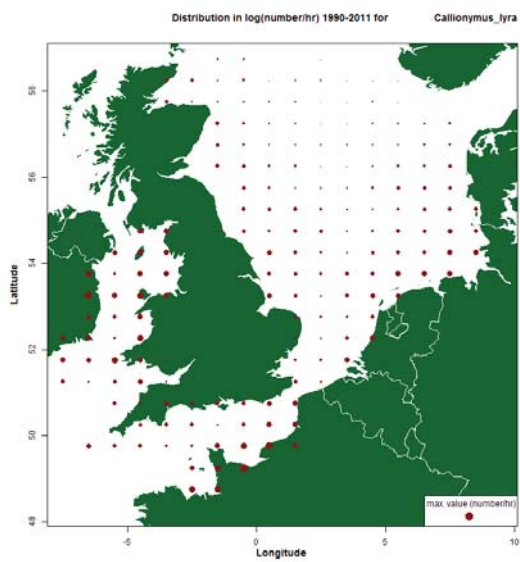 Distribution in log(number/hr) 1990-2011 for Callionymus_lyra
58
56
54
52
50
48
Latitude
-5 0 5 10
Longitude
max. value (number/hr)